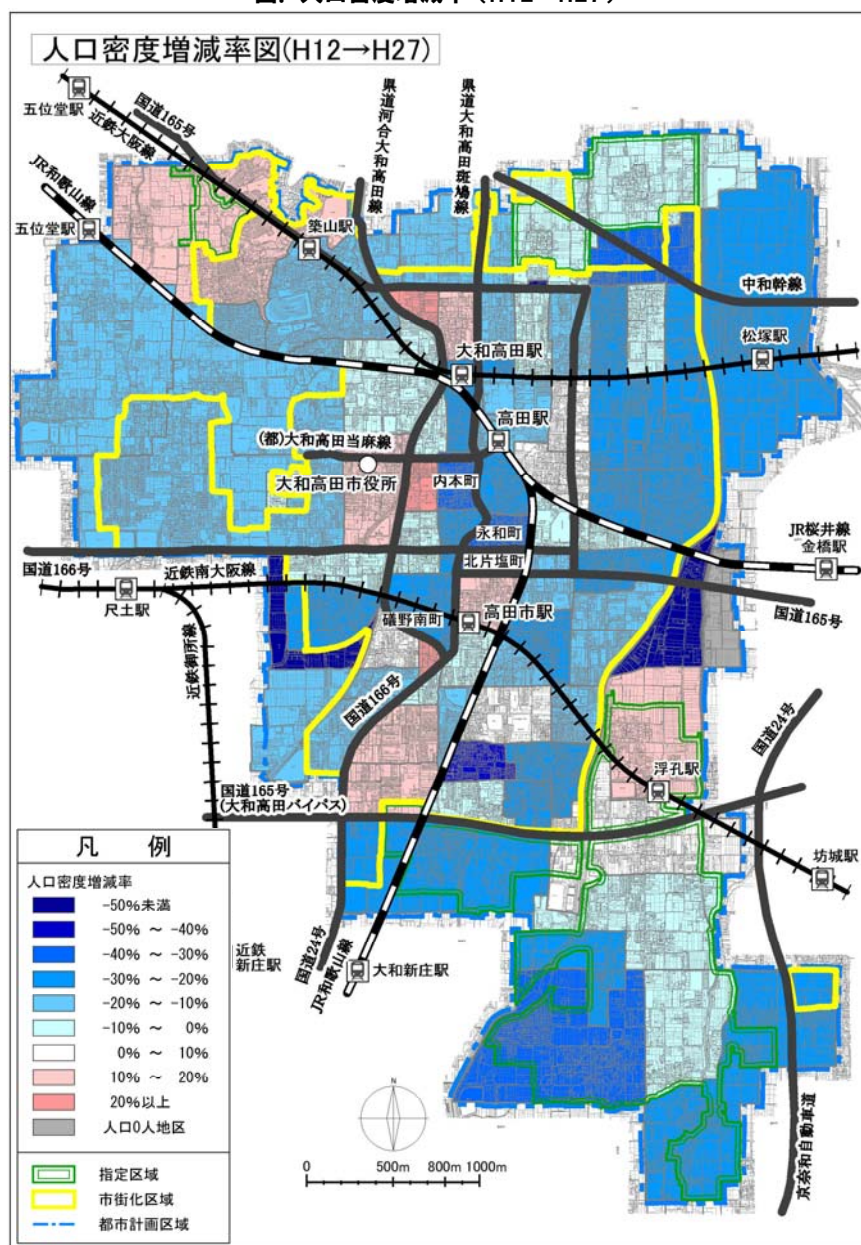 図．人口密度増減率（H12→H27）
人口密度増減率図(H12→H27)
五位堂駅
近鉄大阪線
国道165号
県道河合大和高田線
県道大和高田斑鳩線
JR和歌山線
五位堂駅
築山駅
中和幹線
松塚駅
大和高田駅
高田駅
(都)大和高田当麻線
大和高田市役所
内本町
永和町
JR桜井線
金橋駅
国道166号
近鉄南大阪線
北片塩町
国道165号
尺土駅
礒野南町
高田市駅
近鉄御所線
国道166号
国道24号
浮孔駅
国道165号
(大和高田バイパス)
坊城駅
凡　例
人口密度増減率
-50%未満
-50% ～ -40%
-40% ～ -30%
-30% ～ -20%
-20% ～ -10%
-10% ～ 0%
0% ～ 10%
10% ～ 20%
20%以上
人口0人地区
指定区域
市街化区域
都市計画区域
近鉄
新庄駅
国道24号
JR和歌山線
大和新庄駅
京奈和自動車道
N
0 500m 800m 1000m